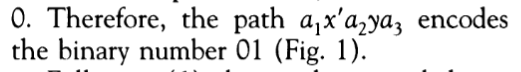 0. Therefore, the path a₁x'a₂ya₃ encodes
the binary number 01 (Fig. 1).